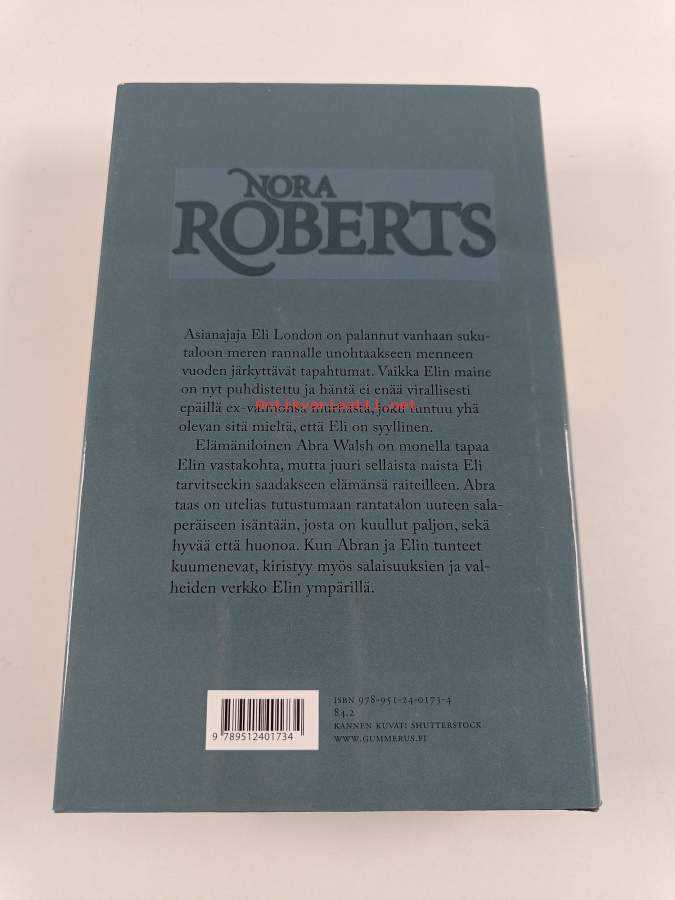 NORA
ROBERTS
Asianajaja Eli London on palannut vanhaan suku-
taloon meren rannalle unohtaakseen menneen
vuoden järkyttävät tapahtumat. Vaikka Elin maine
on nyt puhdistettu ja häntä ei enää virallisesti
epäillä ex-vaimonsa murhasta, joku tuntuu yhä
Antikvariaatti.net
olevan sitä mieltä, että Eli on syyllinen.
Elämäniloinen Abra Walsh on monella tapaa
Elin vastakohta, mutta juuri sellaista naista Eli
tarvitseekin saadakseen elämänsä raiteilleen. Abra
taas on utelias tutustumaan rantatalon uuteen sala-
peräiseen isäntään, josta on kuullut paljon, sekä
hyvää että huonoa. Kun Abran ja Elin tunteet
kuumenevat, kiristyy myös salaisuuksien ja val-
heiden verkko Elin ympärillä.
ISBN 978-951-24-0173-4
84.2
KANNEN KUVAT: SHUTTERSTOCK
WWW.GUMMERUS.FI
9 789512401734